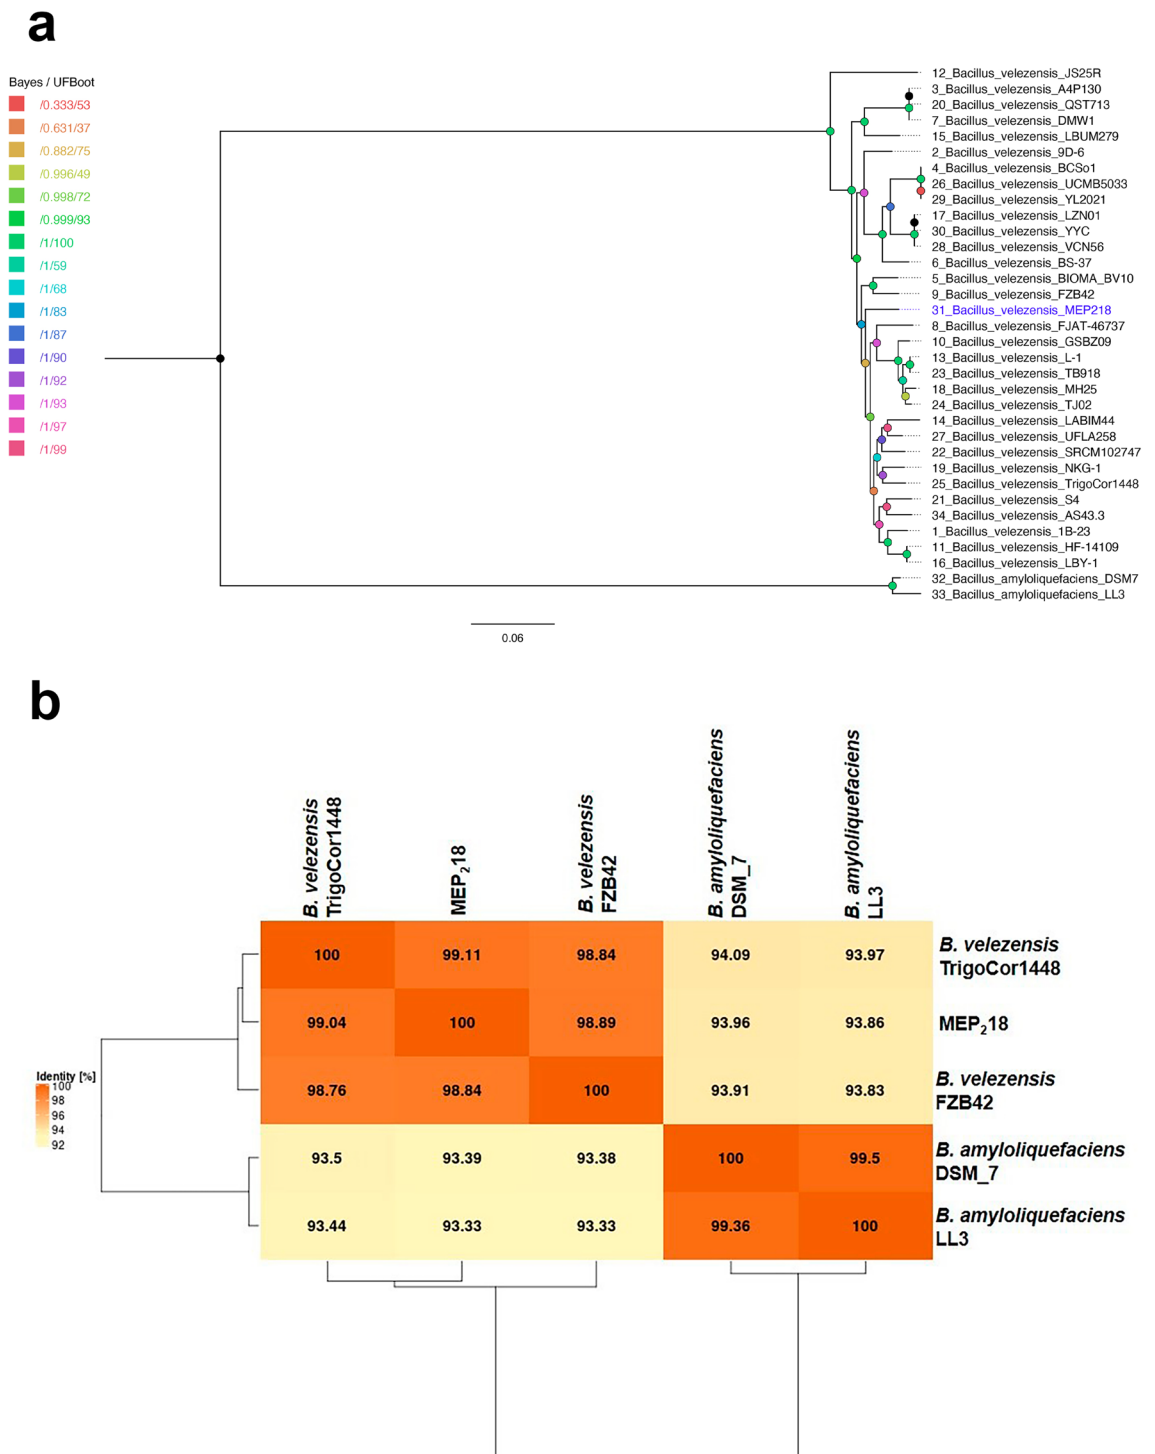 a
Bayes / UFBoot
/0.333/53
/0.631/37
/0.882/75
/0.996/49
/0.998/72
/0.999/93
/1/100
/1/59
/1/68
/1/83
/1/87
/1/90
/1/92
/1/93
/1/97
/1/99
12_Bacillus_velezensis_JS25R
3_Bacillus_velezensis_A4P130
20_Bacillus_velezensis_QST713
7_Bacillus_velezensis_DMW1
15_Bacillus_velezensis_LBUM279
2_Bacillus_velezensis_9D-6
4_Bacillus_velezensis_BCSo1
26_Bacillus_velezensis_UCMB5033
29_Bacillus_velezensis_YL2021
17_Bacillus_velezensis_LZN01
30_Bacillus_velezensis_YYC
28_Bacillus_velezensis_VCN56
6_Bacillus_velezensis_BS-37
5_Bacillus_velezensis_BIOMA_BV10
9_Bacillus_velezensis_FZB42
31_Bacillus_velezensis_MEP218
8_Bacillus_velezensis_FJAT-46737
10_Bacillus_velezensis_GSBZ09
13_Bacillus_velezensis_L-1
23_Bacillus_velezensis_TB918
18_Bacillus_velezensis_MH25
24_Bacillus_velezensis_TJ02
14_Bacillus_velezensis_LABIM44
27_Bacillus_velezensis_UFLA258
22_Bacillus_velezensis_SRCM102747
19_Bacillus_velezensis_NKG-1
25_Bacillus_velezensis_TrigoCor1448
21_Bacillus_velezensis_S4
34_Bacillus_velezensis_AS43.3
1_Bacillus_velezensis_1B-23
11_Bacillus_velezensis_HF-14109
16_Bacillus_velezensis_LBY-1
32_Bacillus_amyloliquefaciens_DSM7
33_Bacillus_amyloliquefaciens_LL3
0.06
b
B. velezensis
TrigoCor1448
MEP₂18
B. velezensis
FZB42
B. amyloliquefaciens
DSM_7
B. amyloliquefaciens
LL3
100 99.11 98.84 94.09 93.97
B. velezensis
TrigoCor1448
99.04 100 98.89 93.96 93.86
MEP₂18
98.76 98.84 100 93.91 93.83
B. velezensis
FZB42
93.5 93.39 93.38 100 99.5
B. amyloliquefaciens
DSM_7
93.44 93.33 93.33 99.36 100
B. amyloliquefaciens
LL3
Identity [%]
100
98
96
94
92